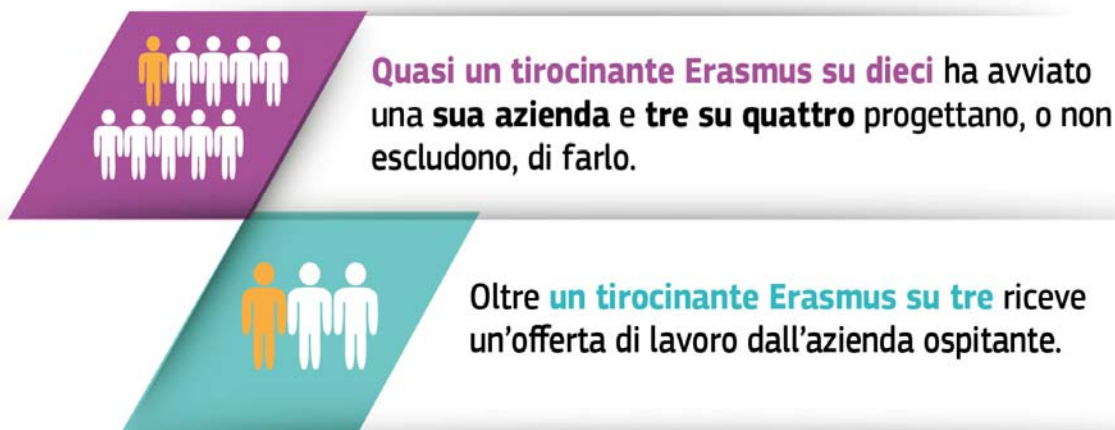 Quasi un tirocinante Erasmus su dieci ha avviato
una sua azienda e tre su quattro progettano, o non
escludono, di farlo.
Oltre un tirocinante Erasmus su tre riceve
un'offerta di lavoro dall'azienda ospitante.